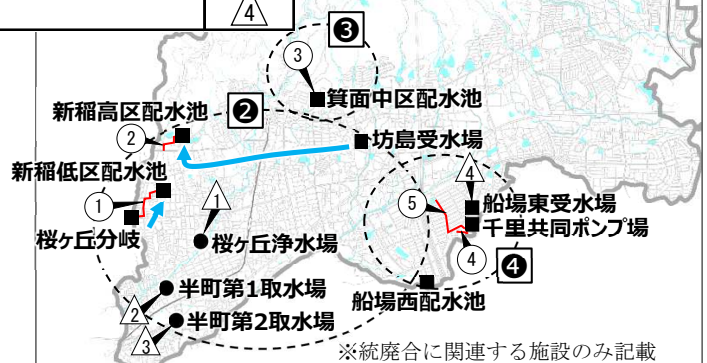 4
❸
3
箕面中区配水池
新稲高区配水池
❷
2
坊島受水場
新稲低区配水池
1
1
4
5
船場東受水場
千里共同ポンプ場
桜ヶ丘分岐
桜ヶ丘浄水場
4
❹
半町第1取水場
船場西配水池
2
半町第2取水場
3
※統廃合に関連する施設のみ記載